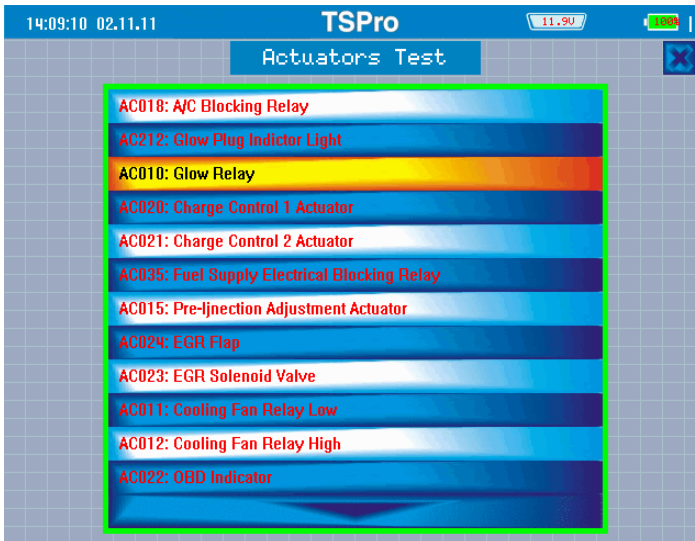 14:09:10 02.11.11 TSPro 11.9V 100%
Actuators Test
AC018: A/C Blocking Relay
AC212: Glow Plug Indictor Light
AC010: Glow Relay
AC020: Charge Control 1 Actuator
AC021: Charge Control 2 Actuator
AC035: Fuel Supply Electrical Blocking Relay
AC015: Pre-Ijnection Adjustment Actuator
AC024: EGR Flap
AC023: EGR Solenoid Valve
AC011: Cooling Fan Relay Low
AC012: Cooling Fan Relay High
AC022: OBD Indicator